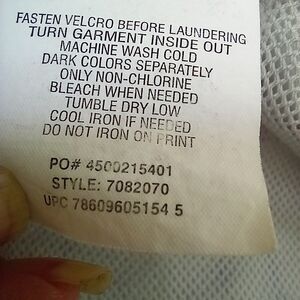 FASTEN VELCRO BEFORE LAUNDERING
TURN GARMENT INSIDE OUT
MACHINE WASH COLD
DARK COLORS SEPARATELY
ONLY NON-CHLORINE
BLEACH WHEN NEEDED
TUMBLE DRY LOW
COOL IRON IF NEEDED
DO NOT IRON ON PRINT
PO# 4500215401
STYLE: 7082070
UPC 78609605154 5